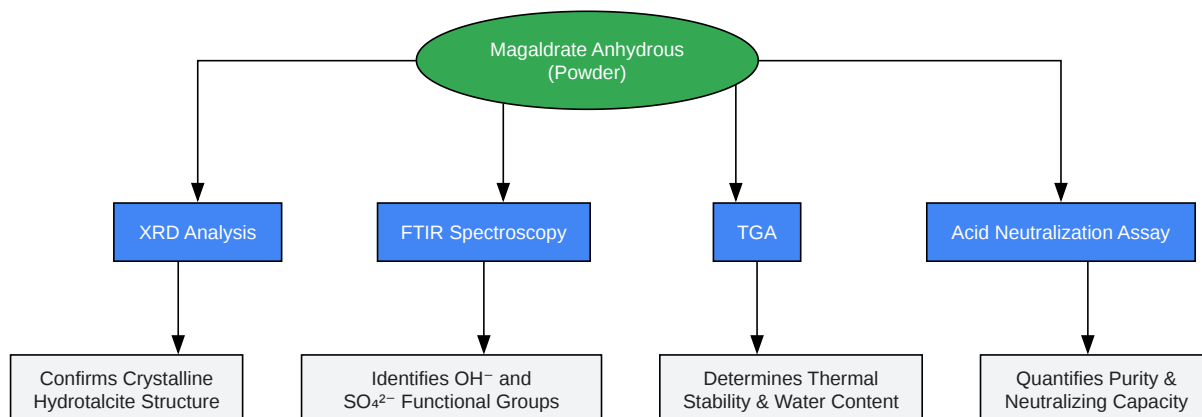 Magaldrate Anhydrous
(Powder)
XRD Analysis
FTIR Spectroscopy
TGA
Acid Neutralization Assay
Confirms Crystalline
Hydrotalcite Structure
Identifies OH⁻ and
SO₄²⁻ Functional Groups
Determines Thermal
Stability & Water Content
Quantifies Purity &
Neutralizing Capacity